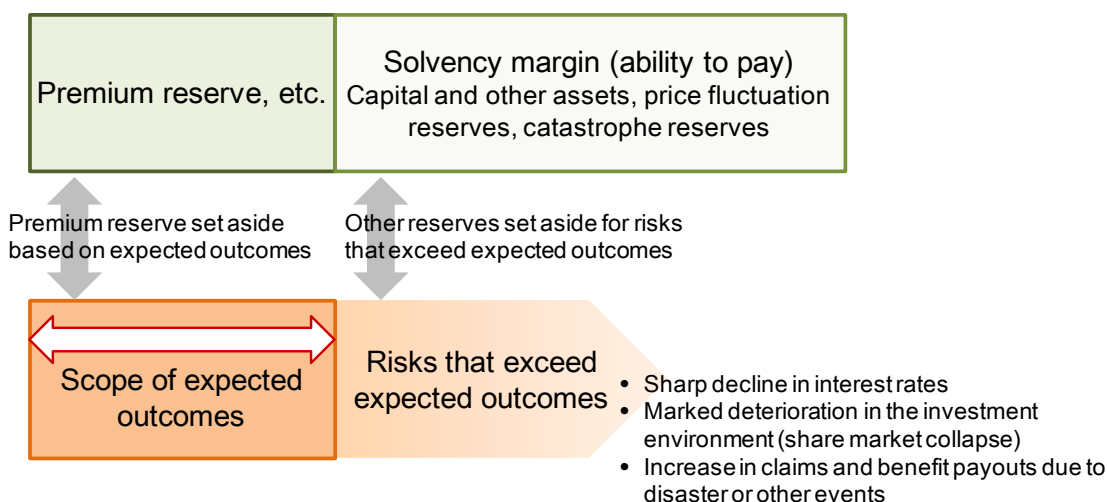 Premium reserve, etc.
Solvency margin (ability to pay)
Capital and other assets, price fluctuation
reserves, catastrophe reserves
Premium reserve set aside
based on expected outcomes
Other reserves set aside for risks
that exceed expected outcomes
Scope of expected
outcomes
Risks that exceed
expected outcomes
• Sharp decline in interest rates
• Marked deterioration in the investment
environment (share market collapse)
• Increase in claims and benefit payouts due to
disaster or other events